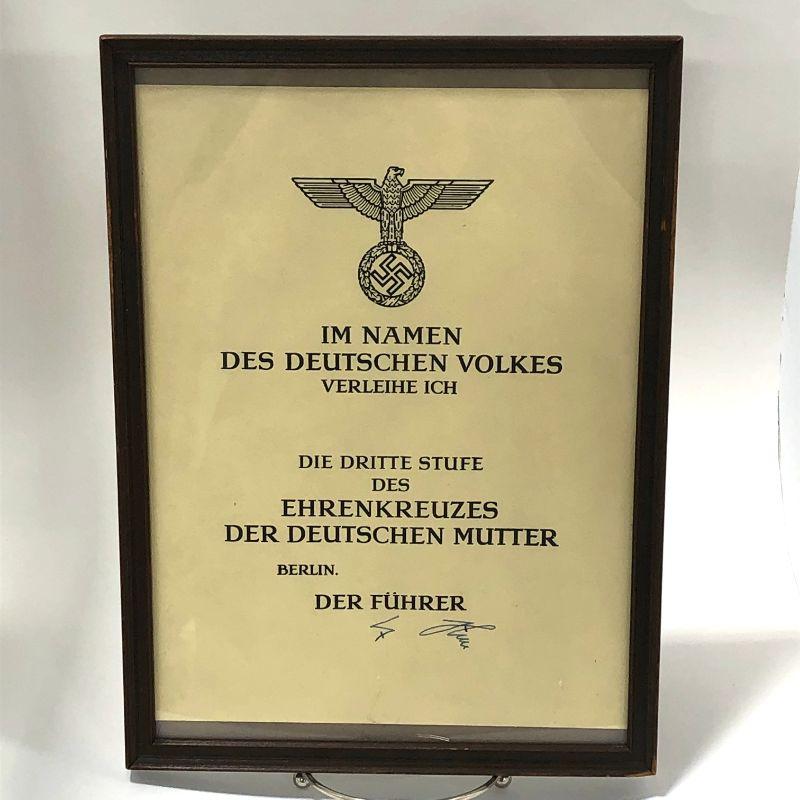 IM NAMEN
DES DEUTSCHEN VOLKES
VERLEIHE ICH
DIE DRITTE STUFE
DES
EHRENKREUZES
DER DEUTSCHEN MUTTER
BERLIN.
DER FÜHRER